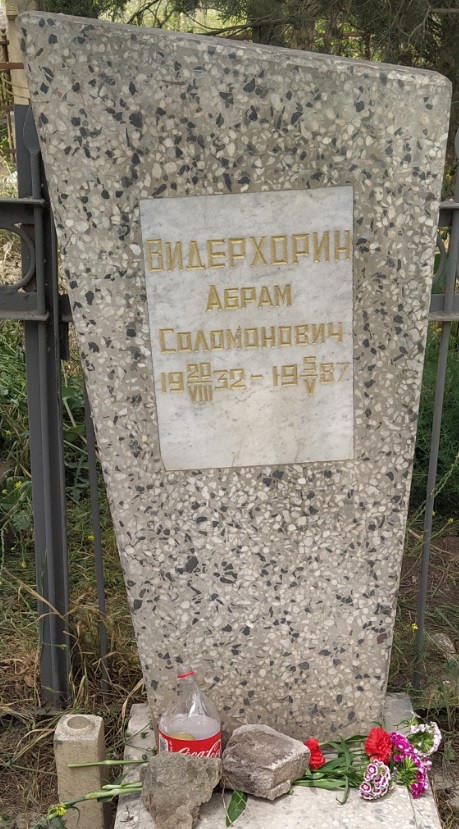 ВИДЕРХОРИН
АБРАМ
СОЛОМОНОВИЧ
19 20/VIII 32 - 19 5/V 87
Coca-Cola